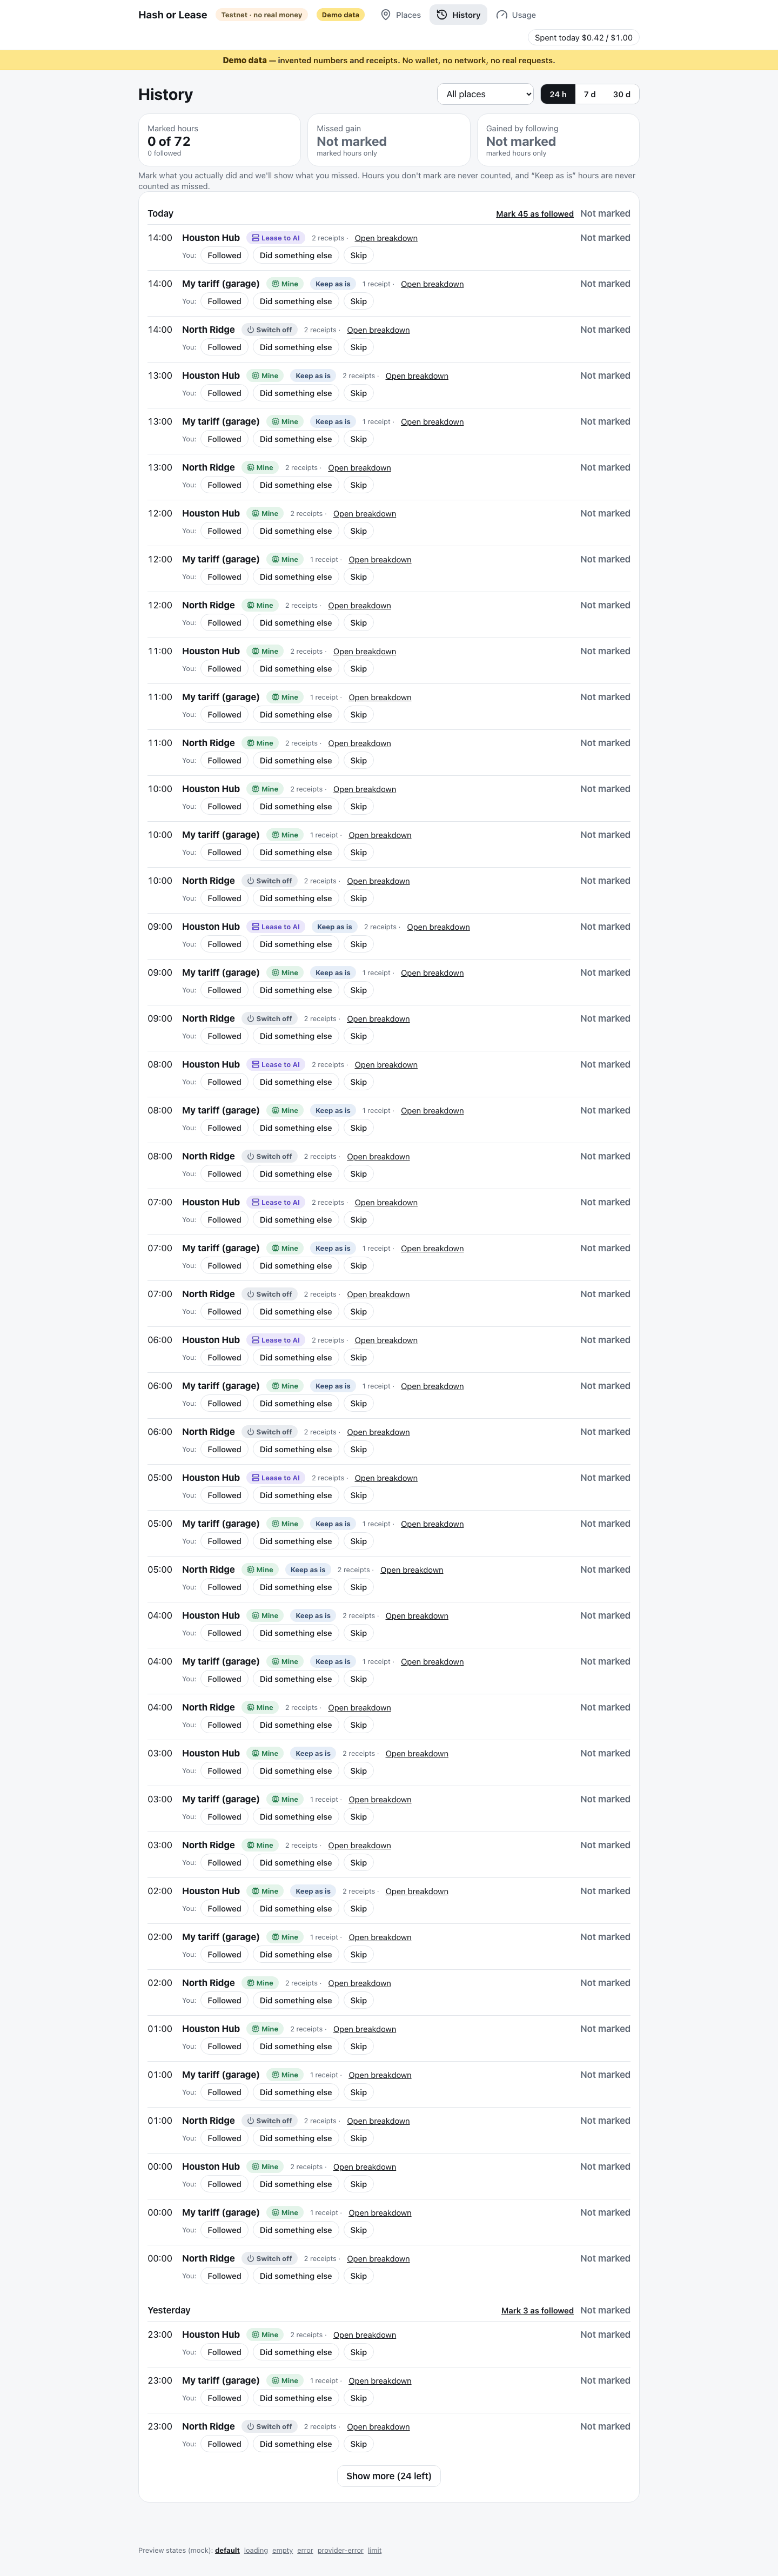 Hash or Lease Testnet · no real money Demo data Places History Usage
Spent today $0.42 / $1.00
Demo data — invented numbers and receipts. No wallet, no network, no real requests.
History All places 24 h 7 d 30 d
Marked hours Missed gain Gained by following
0 of 72 Not marked Not marked
0 followed marked hours only marked hours only
Mark what you actually did and we'll show what you missed. Hours you don't mark are never counted, and "Keep as is" hours are never
counted as missed.
Today Mark 45 as followed Not marked
14:00 Houston Hub Lease to AI 2 receipts · Open breakdown Not marked
You: Followed Did something else Skip
14:00 My tariff (garage) Mine Keep as is 1 receipt · Open breakdown Not marked
You: Followed Did something else Skip
14:00 North Ridge Switch off 2 receipts · Open breakdown Not marked
You: Followed Did something else Skip
13:00 Houston Hub Mine Keep as is 2 receipts · Open breakdown Not marked
You: Followed Did something else Skip
13:00 My tariff (garage) Mine Keep as is 1 receipt · Open breakdown Not marked
You: Followed Did something else Skip
13:00 North Ridge Mine 2 receipts · Open breakdown Not marked
You: Followed Did something else Skip
12:00 Houston Hub Mine 2 receipts · Open breakdown Not marked
You: Followed Did something else Skip
12:00 My tariff (garage) Mine 1 receipt · Open breakdown Not marked
You: Followed Did something else Skip
12:00 North Ridge Mine 2 receipts · Open breakdown Not marked
You: Followed Did something else Skip
11:00 Houston Hub Mine 2 receipts · Open breakdown Not marked
You: Followed Did something else Skip
11:00 My tariff (garage) Mine 1 receipt · Open breakdown Not marked
You: Followed Did something else Skip
11:00 North Ridge Mine 2 receipts · Open breakdown Not marked
You: Followed Did something else Skip
10:00 Houston Hub Mine 2 receipts · Open breakdown Not marked
You: Followed Did something else Skip
10:00 My tariff (garage) Mine 1 receipt · Open breakdown Not marked
You: Followed Did something else Skip
10:00 North Ridge Switch off 2 receipts · Open breakdown Not marked
You: Followed Did something else Skip
09:00 Houston Hub Lease to AI Keep as is 2 receipts · Open breakdown Not marked
You: Followed Did something else Skip
09:00 My tariff (garage) Mine Keep as is 1 receipt · Open breakdown Not marked
You: Followed Did something else Skip
09:00 North Ridge Switch off 2 receipts · Open breakdown Not marked
You: Followed Did something else Skip
08:00 Houston Hub Lease to AI 2 receipts · Open breakdown Not marked
You: Followed Did something else Skip
08:00 My tariff (garage) Mine Keep as is 1 receipt · Open breakdown Not marked
You: Followed Did something else Skip
08:00 North Ridge Switch off 2 receipts · Open breakdown Not marked
You: Followed Did something else Skip
07:00 Houston Hub Lease to AI 2 receipts · Open breakdown Not marked
You: Followed Did something else Skip
07:00 My tariff (garage) Mine Keep as is 1 receipt · Open breakdown Not marked
You: Followed Did something else Skip
07:00 North Ridge Switch off 2 receipts · Open breakdown Not marked
You: Followed Did something else Skip
06:00 Houston Hub Lease to AI 2 receipts · Open breakdown Not marked
You: Followed Did something else Skip
06:00 My tariff (garage) Mine Keep as is 1 receipt · Open breakdown Not marked
You: Followed Did something else Skip
06:00 North Ridge Switch off 2 receipts · Open breakdown Not marked
You: Followed Did something else Skip
05:00 Houston Hub Lease to AI 2 receipts · Open breakdown Not marked
You: Followed Did something else Skip
05:00 My tariff (garage) Mine Keep as is 1 receipt · Open breakdown Not marked
You: Followed Did something else Skip
05:00 North Ridge Mine Keep as is 2 receipts · Open breakdown Not marked
You: Followed Did something else Skip
04:00 Houston Hub Mine Keep as is 2 receipts · Open breakdown Not marked
You: Followed Did something else Skip
04:00 My tariff (garage) Mine Keep as is 1 receipt · Open breakdown Not marked
You: Followed Did something else Skip
04:00 North Ridge Mine 2 receipts · Open breakdown Not marked
You: Followed Did something else Skip
03:00 Houston Hub Mine Keep as is 2 receipts · Open breakdown Not marked
You: Followed Did something else Skip
03:00 My tariff (garage) Mine 1 receipt · Open breakdown Not marked
You: Followed Did something else Skip
03:00 North Ridge Mine 2 receipts · Open breakdown Not marked
You: Followed Did something else Skip
02:00 Houston Hub Mine Keep as is 2 receipts · Open breakdown Not marked
You: Followed Did something else Skip
02:00 My tariff (garage) Mine 1 receipt · Open breakdown Not marked
You: Followed Did something else Skip
02:00 North Ridge Mine 2 receipts · Open breakdown Not marked
You: Followed Did something else Skip
01:00 Houston Hub Mine 2 receipts · Open breakdown Not marked
You: Followed Did something else Skip
01:00 My tariff (garage) Mine 1 receipt · Open breakdown Not marked
You: Followed Did something else Skip
01:00 North Ridge Switch off 2 receipts · Open breakdown Not marked
You: Followed Did something else Skip
00:00 Houston Hub Mine 2 receipts · Open breakdown Not marked
You: Followed Did something else Skip
00:00 My tariff (garage) Mine 1 receipt · Open breakdown Not marked
You: Followed Did something else Skip
00:00 North Ridge Switch off 2 receipts · Open breakdown Not marked
You: Followed Did something else Skip
Yesterday Mark 3 as followed Not marked
23:00 Houston Hub Mine 2 receipts · Open breakdown Not marked
You: Followed Did something else Skip
23:00 My tariff (garage) Mine 1 receipt · Open breakdown Not marked
You: Followed Did something else Skip
23:00 North Ridge Switch off 2 receipts · Open breakdown Not marked
You: Followed Did something else Skip
Show more (24 left)
Preview states (mock): default loading empty error provider-error limit